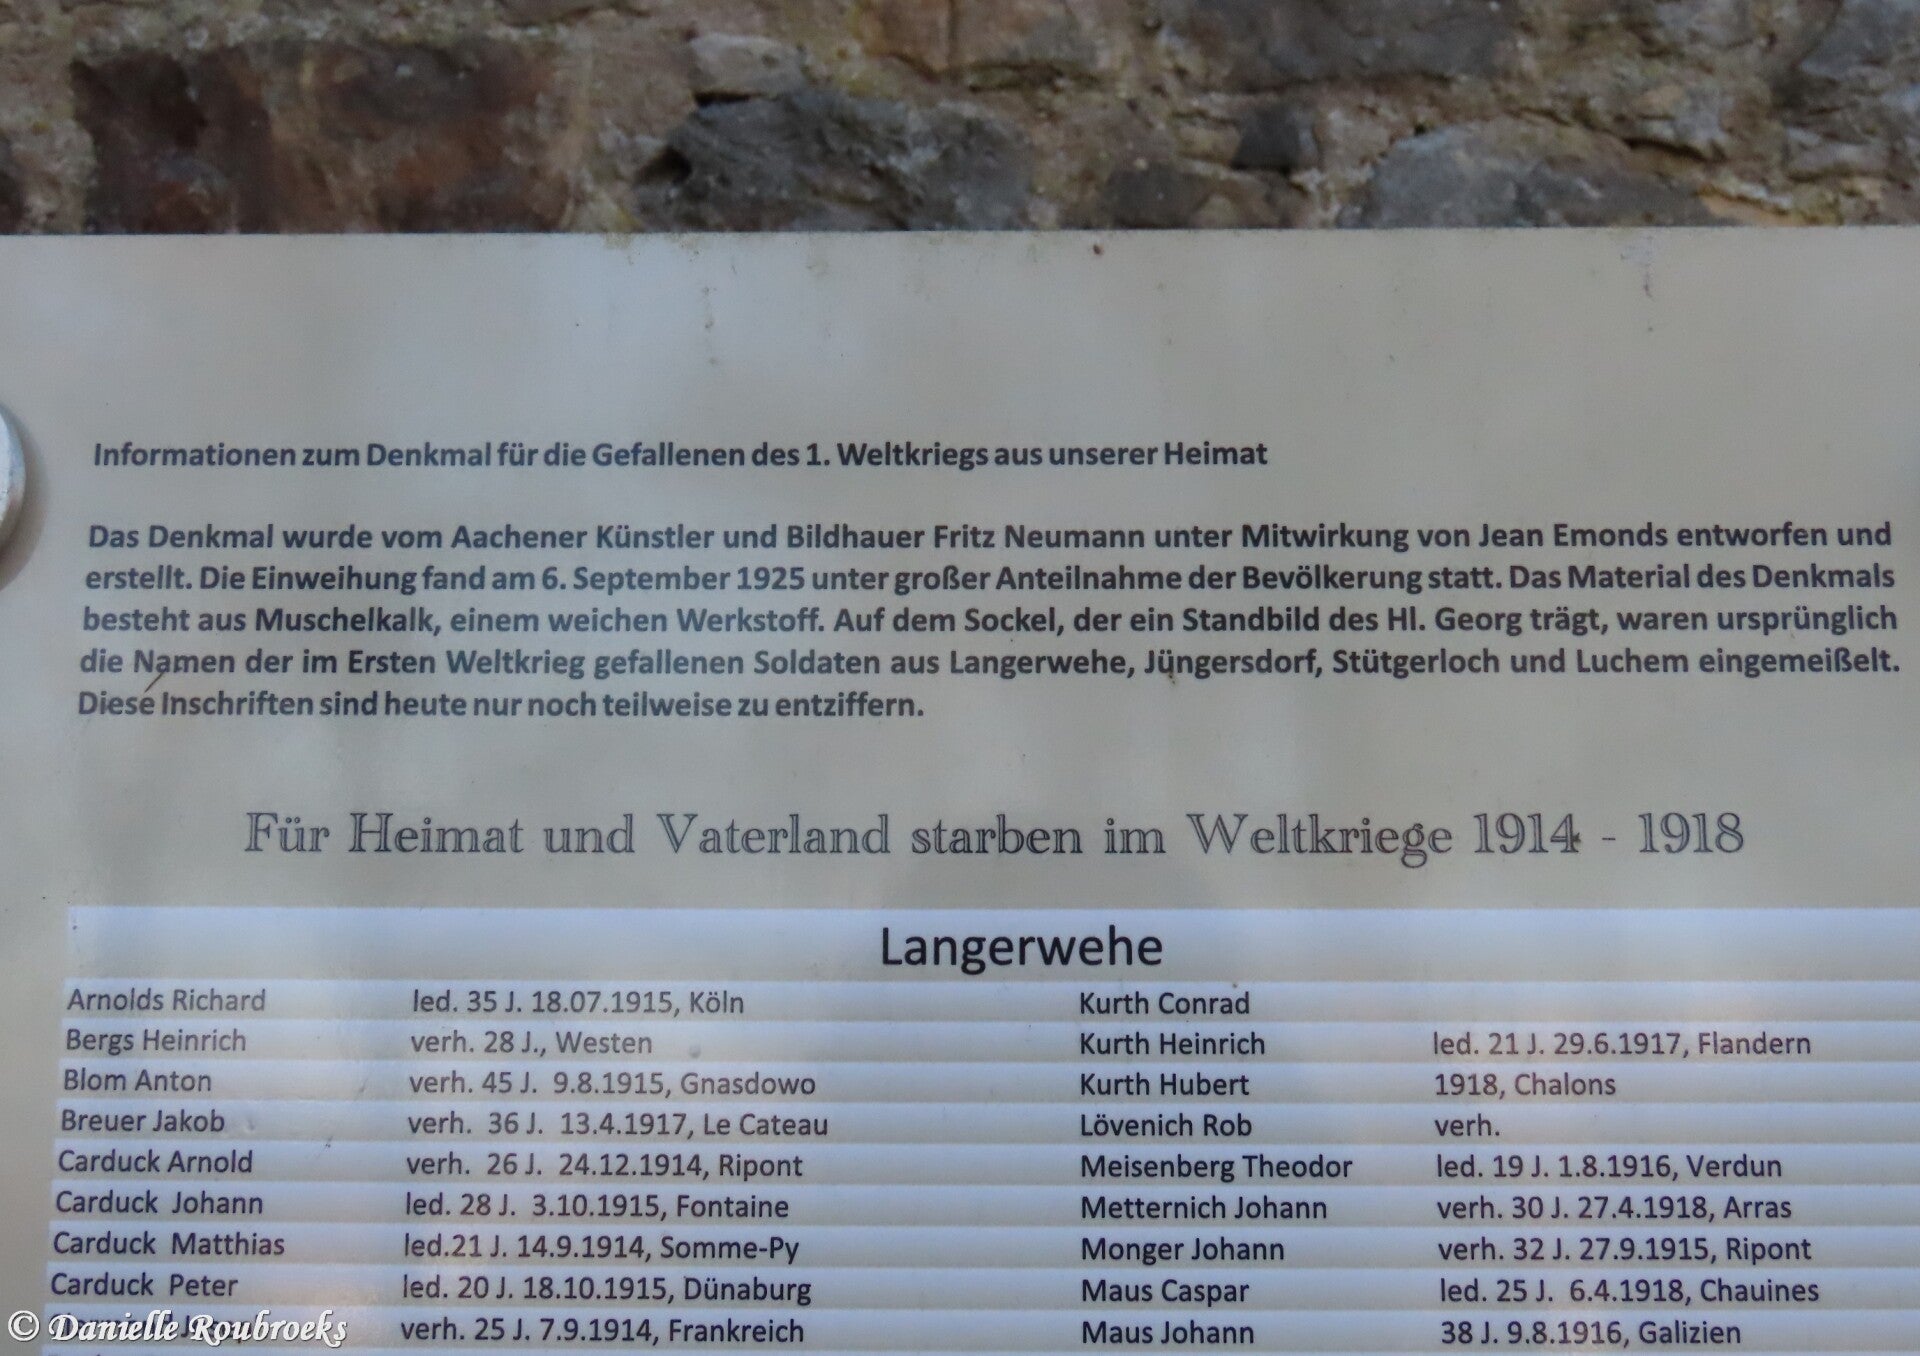 Informationen zum Denkmal für die Gefallenen des 1. Weltkriegs aus unserer Heimat
Das Denkmal wurde vom Aachener Künstler und Bildhauer Fritz Neumann unter Mitwirkung von Jean Emonds entworfen und
erstellt. Die Einweihung fand am 6. September 1925 unter großer Anteilnahme der Bevölkerung statt. Das Material des Denkmals
besteht aus Muschelkalk, einem weichen Werkstoff. Auf dem Sockel, der ein Standbild des Hl. Georg trägt, waren ursprünglich
die Namen der im Ersten Weltkrieg gefallenen Soldaten aus Langerwehe, Jüngersdorf, Stütgerloch und Luchem eingemeißelt.
Diese Inschriften sind heute nur noch teilweise zu entziffern.
Für Heimat und Vaterland starben im Weltkriege 1914 - 1918
Langerwehe
Arnolds Richard led. 35 J. 18.07.1915, Köln Kurth Conrad
Bergs Heinrich verh. 28 J., Westen Kurth Heinrich led. 21 J. 29.6.1917, Flandern
Blom Anton verh. 45 J. 9.8.1915, Gnasdowo Kurth Hubert 1918, Chalons
Breuer Jakob verh. 36 J. 13.4.1917, Le Cateau Lövenich Rob verh.
Carduck Arnold verh. 26 J. 24.12.1914, Ripont Meisenberg Theodor led. 19 J. 1.8.1916, Verdun
Carduck Johann led. 28 J. 3.10.1915, Fontaine Metternich Johann verh. 30 J. 27.4.1918, Arras
Carduck Matthias led.21 J. 14.9.1914, Somme-Py Monger Johann verh. 32 J. 27.9.1915, Ripont
Carduck Peter led. 20 J. 18.10.1915, Dünaburg Maus Caspar led. 25 J. 6.4.1918, Chauines
verh. 25 J. 7.9.1914, Frankreich Maus Johann 38 J. 9.8.1916, Galizien
© Danielle Roubroeks